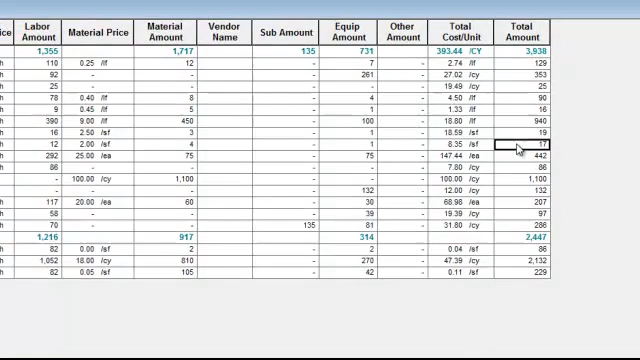 ice Labor Amount Material Price Material Amount Vendor Name Sub Amount Equip Amount Other Amount Total Cost/Unit Total Amount
1,355 1,717 135 731 393.44 /CY 3,938
h 110 0.25 /lf 12 - - 7 - 2.74 /lf 129
h 92 - - - 261 - 27.02 /cy 353
h 25 - - - - - 19.49 /cy 25
h 78 0.40 /lf 8 - 4 - 4.50 /lf 90
h 9 0.45 /lf 5 - 1 - 1.33 /lf 16
h 390 9.00 /lf 450 - 100 - 18.80 /lf 940
h 16 2.50 /sf 3 - 1 - 18.59 /sf 19
h 12 2.00 /sf 4 - 1 - 8.35 /sf 17
h 292 25.00 /ea 75 - 75 - 147.44 /ea 442
h 86 - - - - - 7.80 /cy 86
- 100.00 /cy 1,100 - - - 100.00 /cy 1,100
- - - - 132 - 12.00 /cy 132
h 117 20.00 /ea 60 - 30 - 68.98 /ea 207
h 58 - - - 39 - 19.39 /cy 97
h 70 - - 135 81 - 31.80 /cy 286
1,216 917 314 2,447
h 82 0.00 /sf 2 - 2 - 0.04 /sf 86
h 1,052 18.00 /cy 810 - 270 - 47.39 /cy 2,132
h 82 0.05 /sf 105 - 42 - 0.11 /sf 229